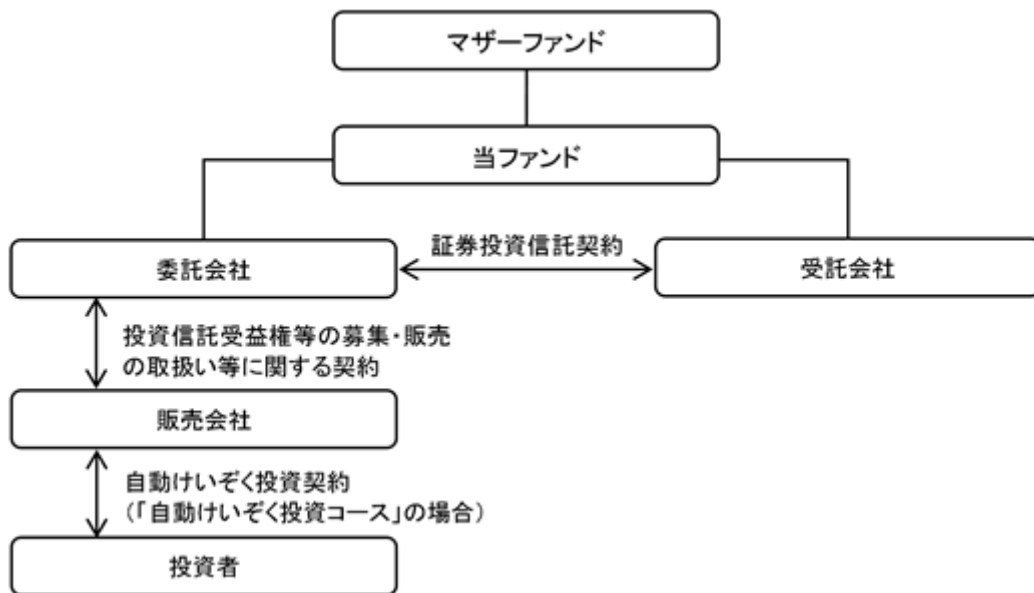 マザーファンド
当ファンド
証券投資信託契約
委託会社
受託会社
投資信託受益権等の募集・販売
の取扱い等に関する契約
販売会社
自動けいぞく投資契約
(「自動けいぞく投資コース」の場合)
投資者